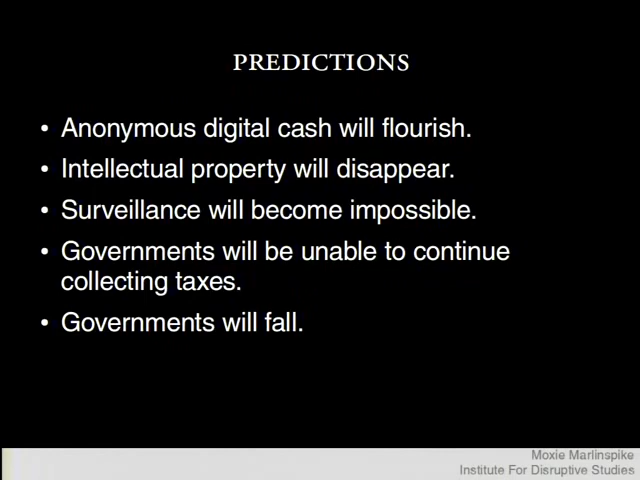 PREDICTIONS
• Anonymous digital cash will flourish.
• Intellectual property will disappear.
• Surveillance will become impossible.
• Governments will be unable to continue
collecting taxes.
• Governments will fall.
Moxie Marlinspike
Institute For Disruptive Studies